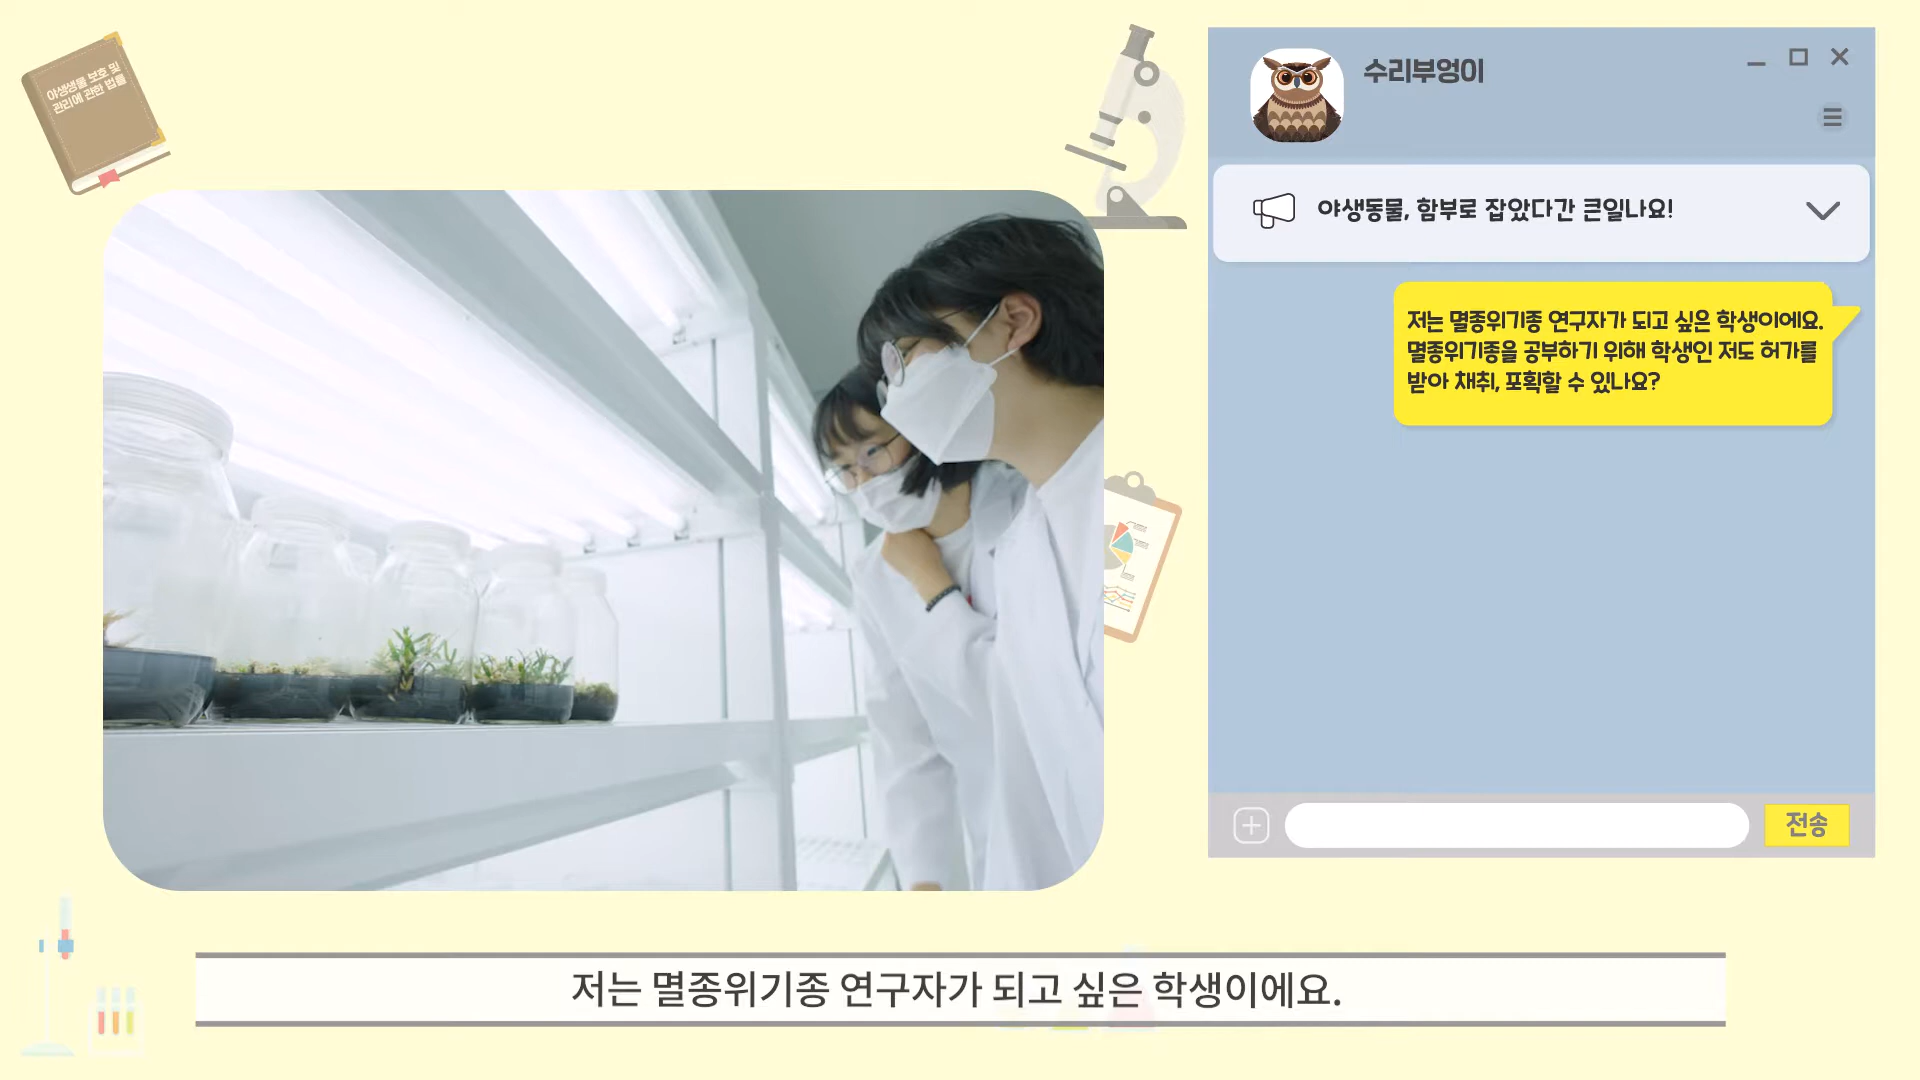 야생생물 보호 및
관리에 관한 법률
수리부엉이
야생동물, 함부로 잡았다간 큰일나요!
저는 멸종위기종 연구자가 되고 싶은 학생이에요.
멸종위기종을 공부하기 위해 학생인 저도 허가를
받아 채취, 포획할 수 있나요?
전송
저는 멸종위기종 연구자가 되고 싶은 학생이에요.